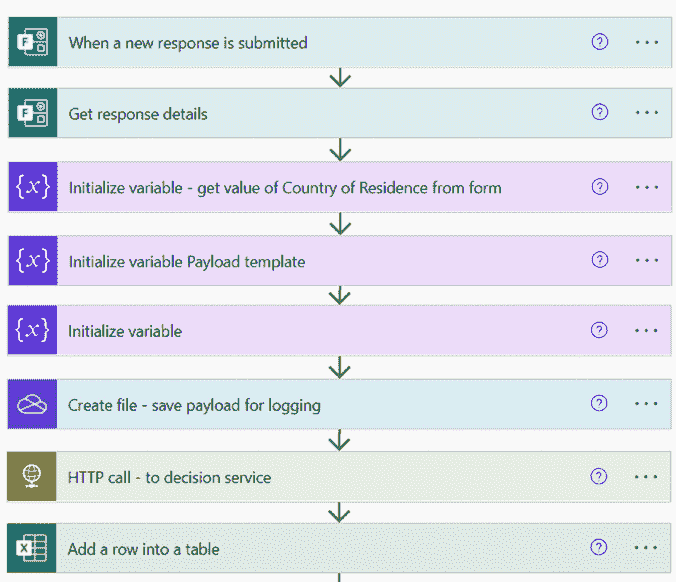 When a new response is submitted
Get response details
{x} Initialize variable - get value of Country of Residence from form
{x} Initialize variable Payload template
{x} Initialize variable
Create file - save payload for logging
HTTP call - to decision service
Add a row into a table